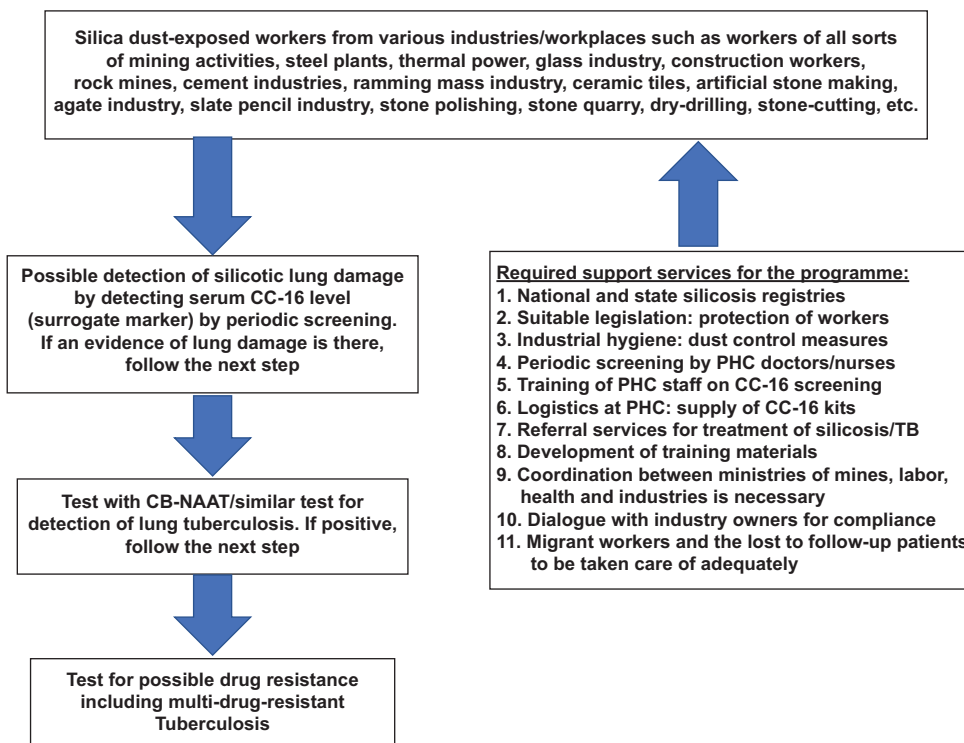 Silica dust-exposed workers from various industries/workplaces such as workers of all sorts
of mining activities, steel plants, thermal power, glass industry, construction workers,
rock mines, cement industries, ramming mass industry, ceramic tiles, artificial stone making,
agate industry, slate pencil industry, stone polishing, stone quarry, dry-drilling, stone-cutting, etc.
Possible detection of silicotic lung damage
by detecting serum CC-16 level
(surrogate marker) by periodic screening.
If an evidence of lung damage is there,
follow the next step
Test with CB-NAAT/similar test for
detection of lung tuberculosis. If positive,
follow the next step
Test for possible drug resistance
including multi-drug-resistant
Tuberculosis
Required support services for the programme:
1. National and state silicosis registries
2. Suitable legislation: protection of workers
3. Industrial hygiene: dust control measures
4. Periodic screening by PHC doctors/nurses
5. Training of PHC staff on CC-16 screening
6. Logistics at PHC: supply of CC-16 kits
7. Referral services for treatment of silicosis/TB
8. Development of training materials
9. Coordination between ministries of mines, labor,
health and industries is necessary
10. Dialogue with industry owners for compliance
11. Migrant workers and the lost to follow-up patients
to be taken care of adequately